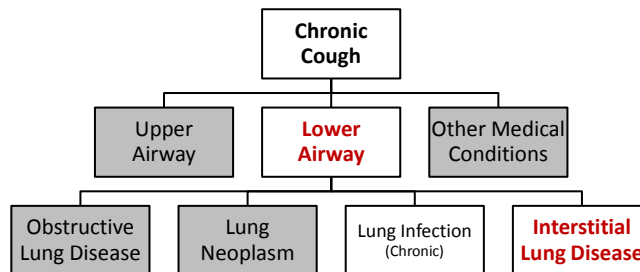 Chronic
Cough
Upper
Airway
Lower
Airway
Other Medical
Conditions
Obstructive
Lung Disease
Lung
Neoplasm
Lung Infection
(Chronic)
Interstitial
Lung Disease